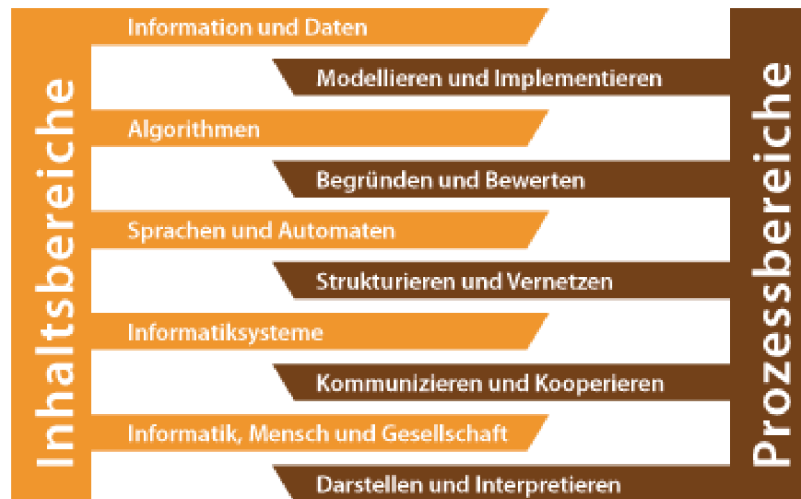 Inhaltsbereiche
Information und Daten
Modellieren und Implementieren
Algorithmen
Begründen und Bewerten
Sprachen und Automaten
Strukturieren und Vernetzen
Informatiksysteme
Kommunizieren und Kooperieren
Informatik, Mensch und Gesellschaft
Darstellen und Interpretieren
Prozessbereiche